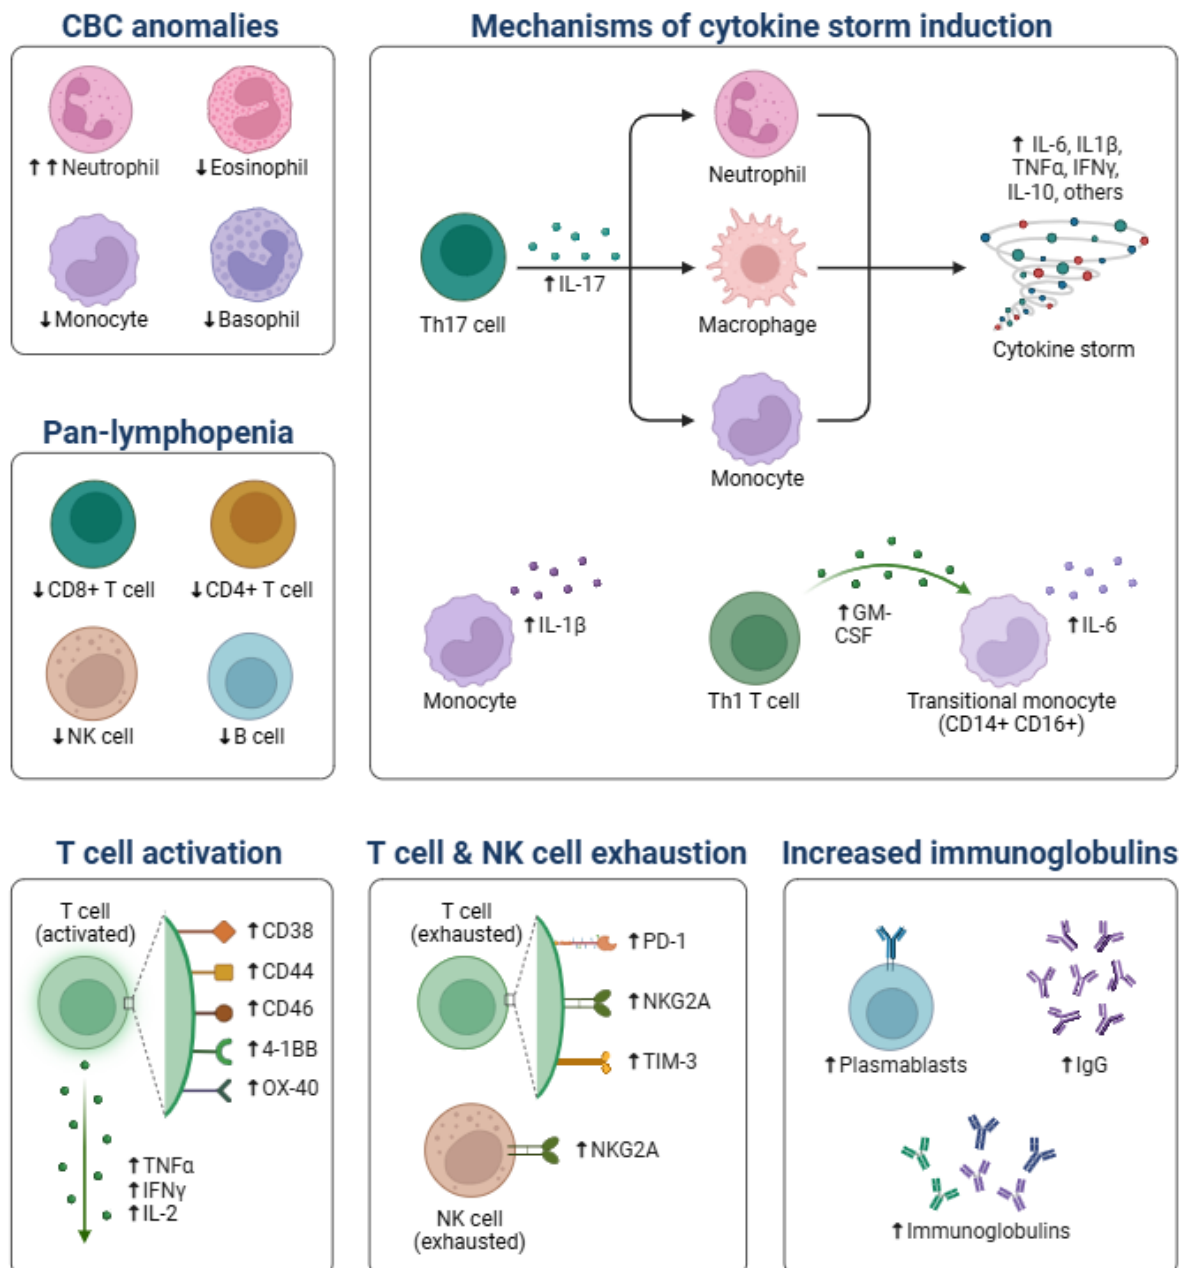 CBC anomalies
↑↑Neutrophil
↓Eosinophil
↓Monocyte
↓Basophil
Mechanisms of cytokine storm induction
Th17 cell
↑IL-17
Neutrophil
Macrophage
Monocyte
↑ IL-6, IL1β,
TNFα, IFNγ,
IL-10, others
Cytokine storm
Monocyte
↑IL-1β
Th1 T cell
↑GM-
CSF
Transitional monocyte
(CD14+ CD16+)
↑IL-6
Pan-lymphopenia
↓CD8+ T cell
↓CD4+ T cell
↓NK cell
↓B cell
T cell activation
T cell
(activated)
↑CD38
↑CD44
↑CD46
↑4-1BB
↑OX-40
↑TNFα
↑IFNγ
↑IL-2
T cell & NK cell exhaustion
T cell
(exhausted)
↑PD-1
↑NKG2A
↑TIM-3
↑NKG2A
NK cell
(exhausted)
Increased immunoglobulins
↑Plasmablasts
↑IgG
↑Immunoglobulins